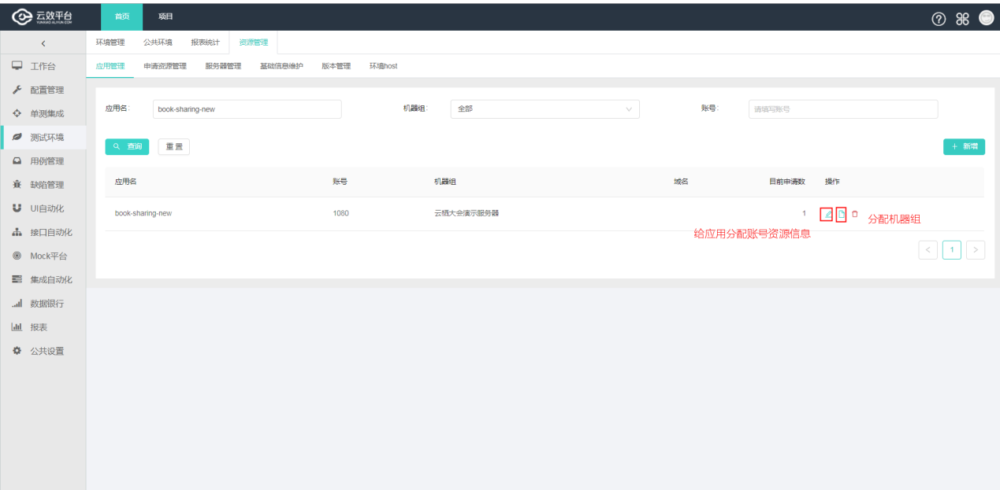 云效平台
YUNXIAO.ALIYUN.COM
首页
项目
环境管理
公共环境
报表统计
资源管理
工作台
配置管理
单测集成
测试环境
用例管理
缺陷管理
UI自动化
接口自动化
Mock平台
集成自动化
数据银行
报表
公共设置
应用管理
申请资源管理
服务器管理
基础信息维护
版本管理
环境host
应用名:
book-sharing-new
机器组:
全部
账号:
请填写账号
查询
重 置
+ 新增
应用名
账号
机器组
域名
目前申请数
操作
book-sharing-new
1080
云栖大会演示服务器
1
分配机器组
给应用分配账号资源信息
< 1 >